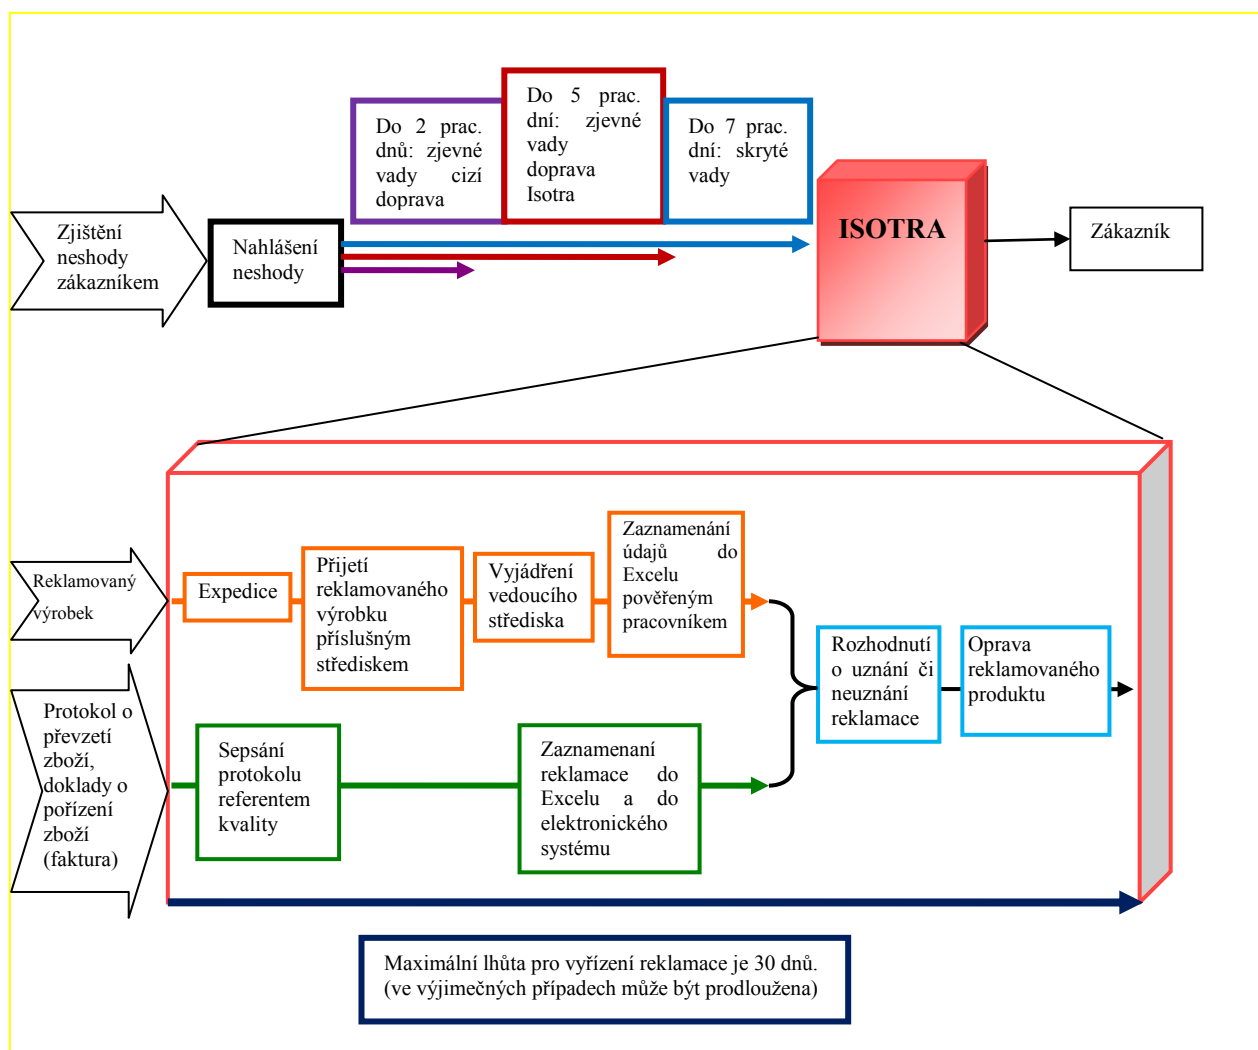 Do 2 prac.
dnů: zjevné
vady cizí
doprava
Do 5 prac.
dní: zjevné
vady
doprava
Isotra
Do 7 prac.
dní: skryté
vady
Zjištění
neshody
zákazníkem
Nahlášení
neshody
ISOTRA
Zákazník
Reklamovaný
výrobek
Expedice
Přijetí
reklamovaného
výrobku
příslušným
střediskem
Vyjádření
vedoucího
střediska
Zaznamenání
údajů do
Excelu
pověřeným
pracovníkem
Rozhodnutí
o uznání či
neuznání
reklamace
Oprava
reklamovaného
produktu
Protokol o
převzetí
zboží,
doklady o
pořízení
zboží
(faktura)
Sepsání
protokolu
referentem
kvality
Zaznamenaní
reklamace do
Excelu a do
elektronického
systému
Maximální lhůta pro vyřízení reklamace je 30 dnů.
(ve výjimečných případech může být prodloužena)